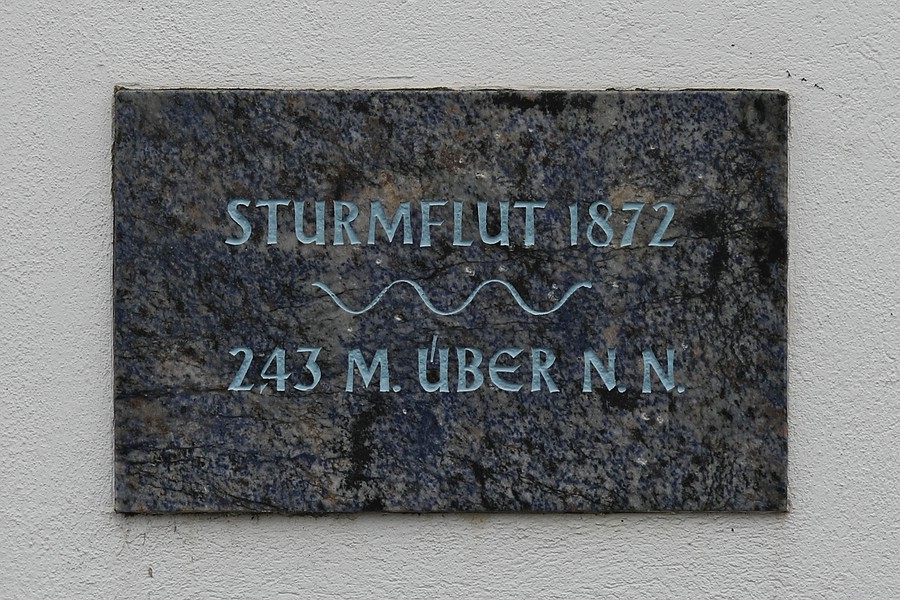 STURMFLUT 1872
2,43 M. ÜBER N. N.